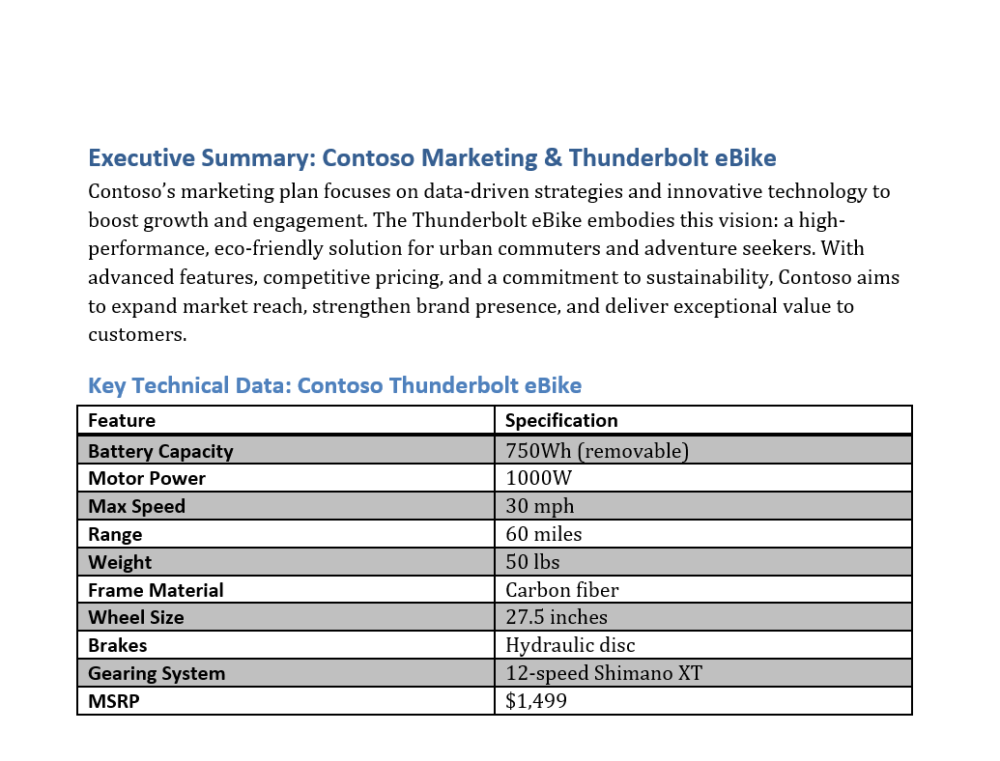 Executive Summary: Contoso Marketing & Thunderbolt eBike
Contoso’s marketing plan focuses on data-driven strategies and innovative technology to
boost growth and engagement. The Thunderbolt eBike embodies this vision: a high-
performance, eco-friendly solution for urban commuters and adventure seekers. With
advanced features, competitive pricing, and a commitment to sustainability, Contoso aims
to expand market reach, strengthen brand presence, and deliver exceptional value to
customers.
Key Technical Data: Contoso Thunderbolt eBike
Feature Specification
Battery Capacity 750Wh (removable)
Motor Power 1000W
Max Speed 30 mph
Range 60 miles
Weight 50 lbs
Frame Material Carbon fiber
Wheel Size 27.5 inches
Brakes Hydraulic disc
Gearing System 12-speed Shimano XT
MSRP $1,499